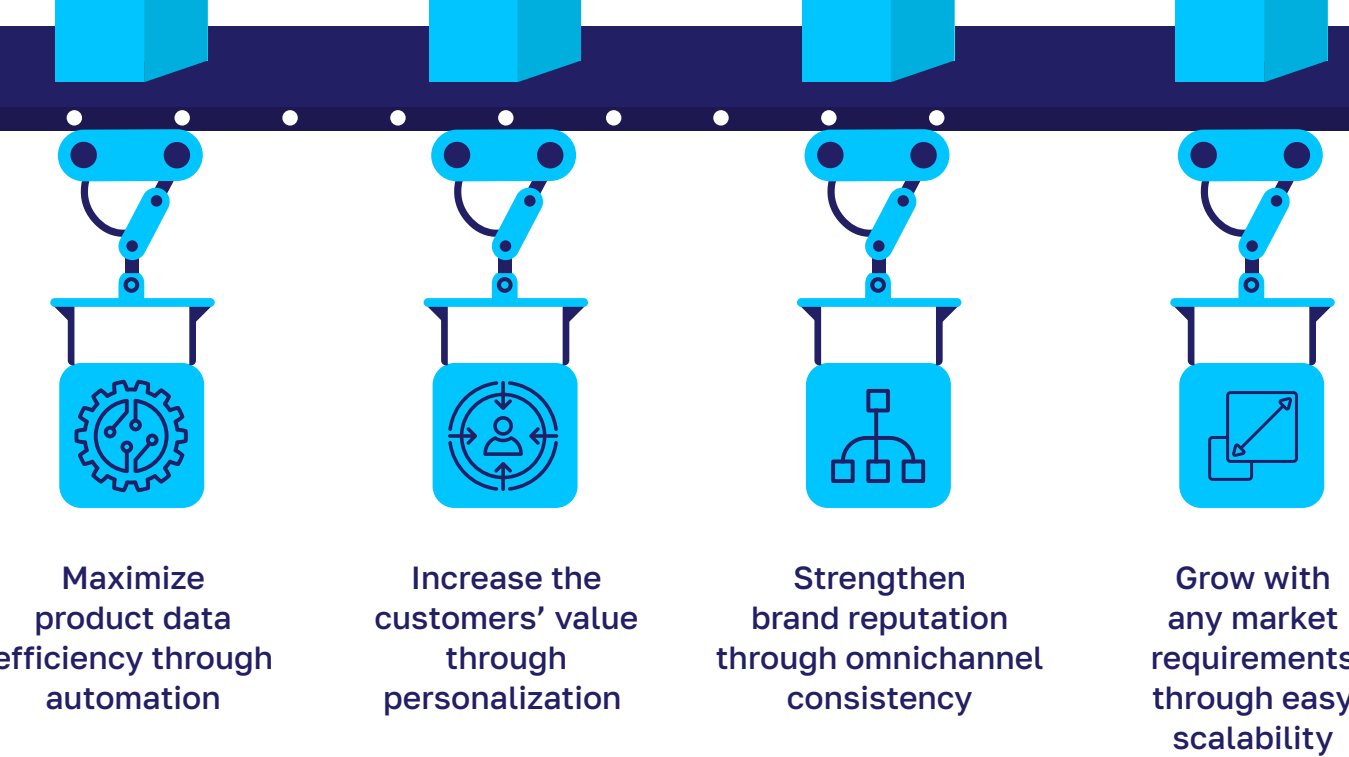 Maximize
product data
efficiency through
automation
Increase the
customers’ value
through
personalization
Strengthen
brand reputation
through omnichannel
consistency
Grow with
any market
requirements
through easy
scalability